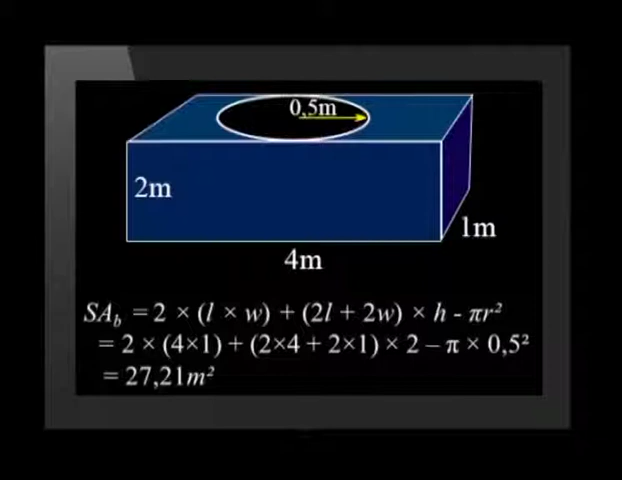 0,5m
2m
1m
4m
SA_b = 2 × (l × w) + (2l + 2w) × h - πr²
= 2 × (4×1) + (2×4 + 2×1) × 2 – π × 0,5²
= 27,21m²